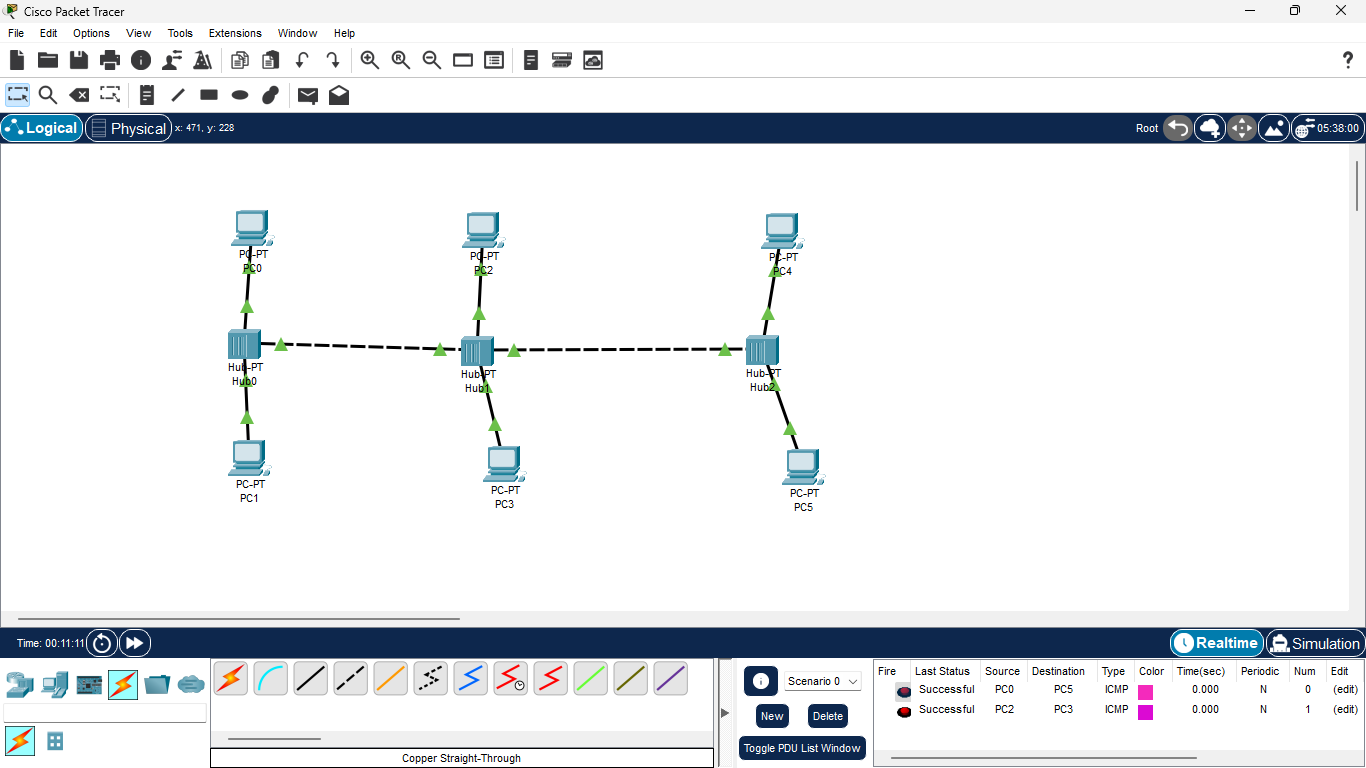 Cisco Packet Tracer
File Edit Options View Tools Extensions Window Help
Logical Physical x: 471, y: 228 Root 05:38:00
PC-PT
PC0
PC-PT
PC2
PC-PT
PC4
Hub-PT
Hub0
Hub-PT
Hub1
Hub-PT
Hub2
PC-PT
PC1
PC-PT
PC3
PC-PT
PC5
Time: 00:11:11 Realtime Simulation
Scenario 0
New Delete
Toggle PDU List Window
Fire Last Status Source Destination Type Color Time(sec) Periodic Num Edit
Successful PC0 PC5 ICMP 0.000 N 0 (edit)
Successful PC2 PC3 ICMP 0.000 N 1 (edit)
Copper Straight-Through